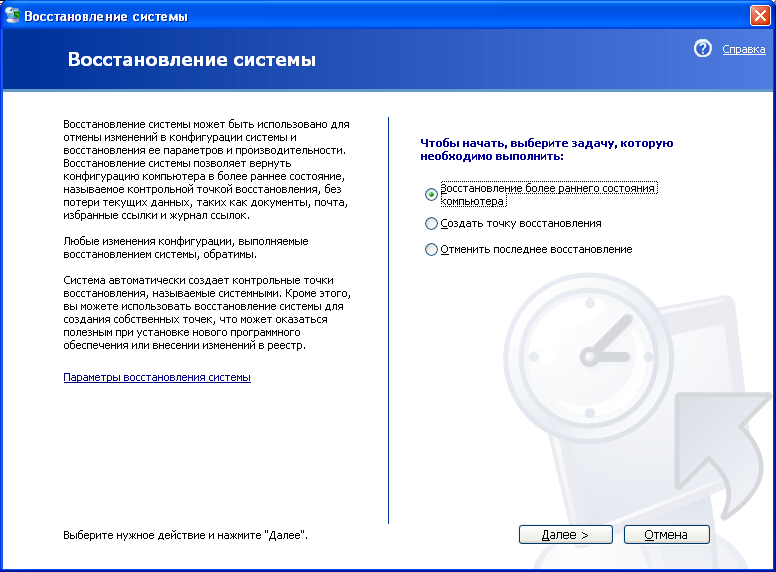 Восстановление системы
Восстановление системы
Справка
Восстановление системы может быть использовано для
отмены изменений в конфигурации системы и
восстановления ее параметров и производительности.
Восстановление системы позволяет вернуть
конфигурацию компьютера в более раннее состояние,
называемое контрольной точкой восстановления, без
потери текущих данных, таких как документы, почта,
избранные ссылки и журнал ссылок.
Любые изменения конфигурации, выполняемые
восстановлением системы, обратимы.
Система автоматически создает контрольные точки
восстановления, называемые системными. Кроме этого,
вы можете использовать восстановление системы для
создания собственных точек, что может оказаться
полезным при установке нового программного
обеспечения или внесении изменений в реестр.
Параметры восстановления системы
Чтобы начать, выберите задачу, которую
необходимо выполнить:
Восстановление более раннего состояния
компьютера
Создать точку восстановления
Отменить последнее восстановление
Выберите нужное действие и нажмите "Далее".
Далее >
Отмена